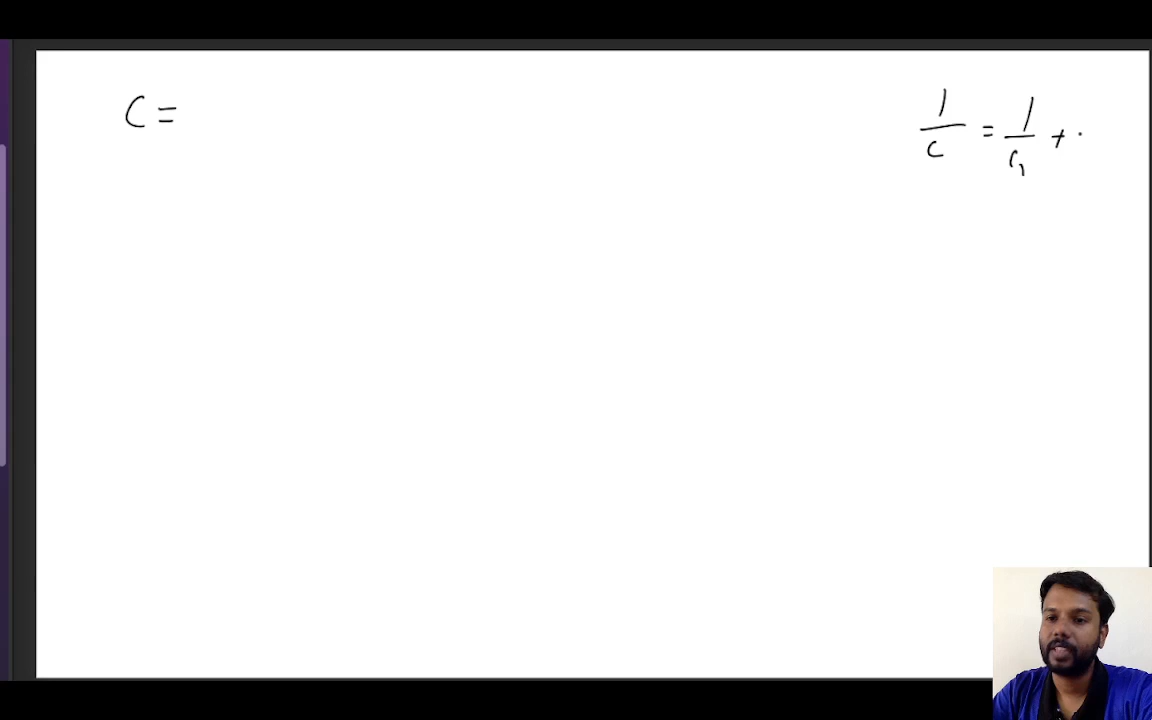 C =
1/c = 1/c₁ + .